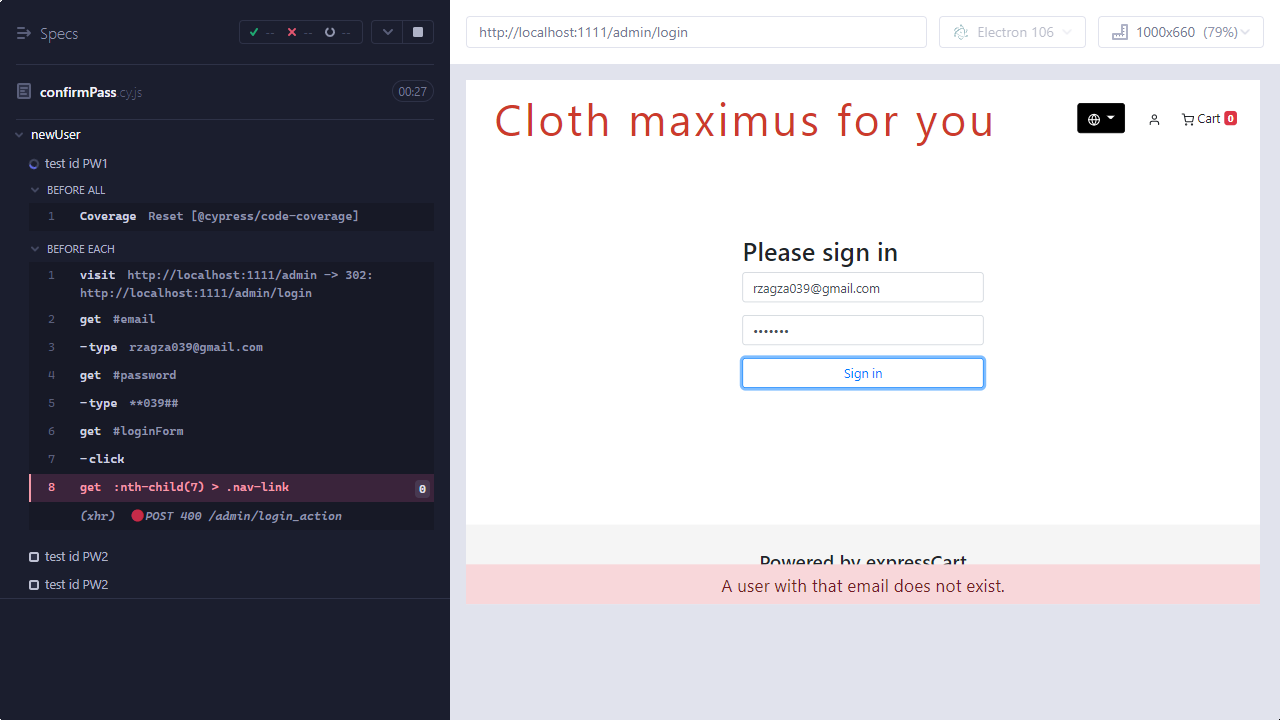 Specs
-- -- --
confirmPass.cy.js 00:27
newUser
test id PW1
BEFORE ALL
1 Coverage Reset [@cypress/code-coverage]
BEFORE EACH
1 visit http://localhost:1111/admin -> 302:
http://localhost:1111/admin/login
2 get #email
3 -type rzagza039@gmail.com
4 get #password
5 -type **039##
6 get #loginForm
7 -click
8 get :nth-child(7) > .nav-link 0
(xhr) POST 400 /admin/login_action
test id PW2
test id PW2
http://localhost:1111/admin/login
Electron 106
1000x660 (79%)
Cloth maximus for you
Cart 0
Please sign in
rzagza039@gmail.com
•••••••
Sign in
Powered by expressCart
A user with that email does not exist.